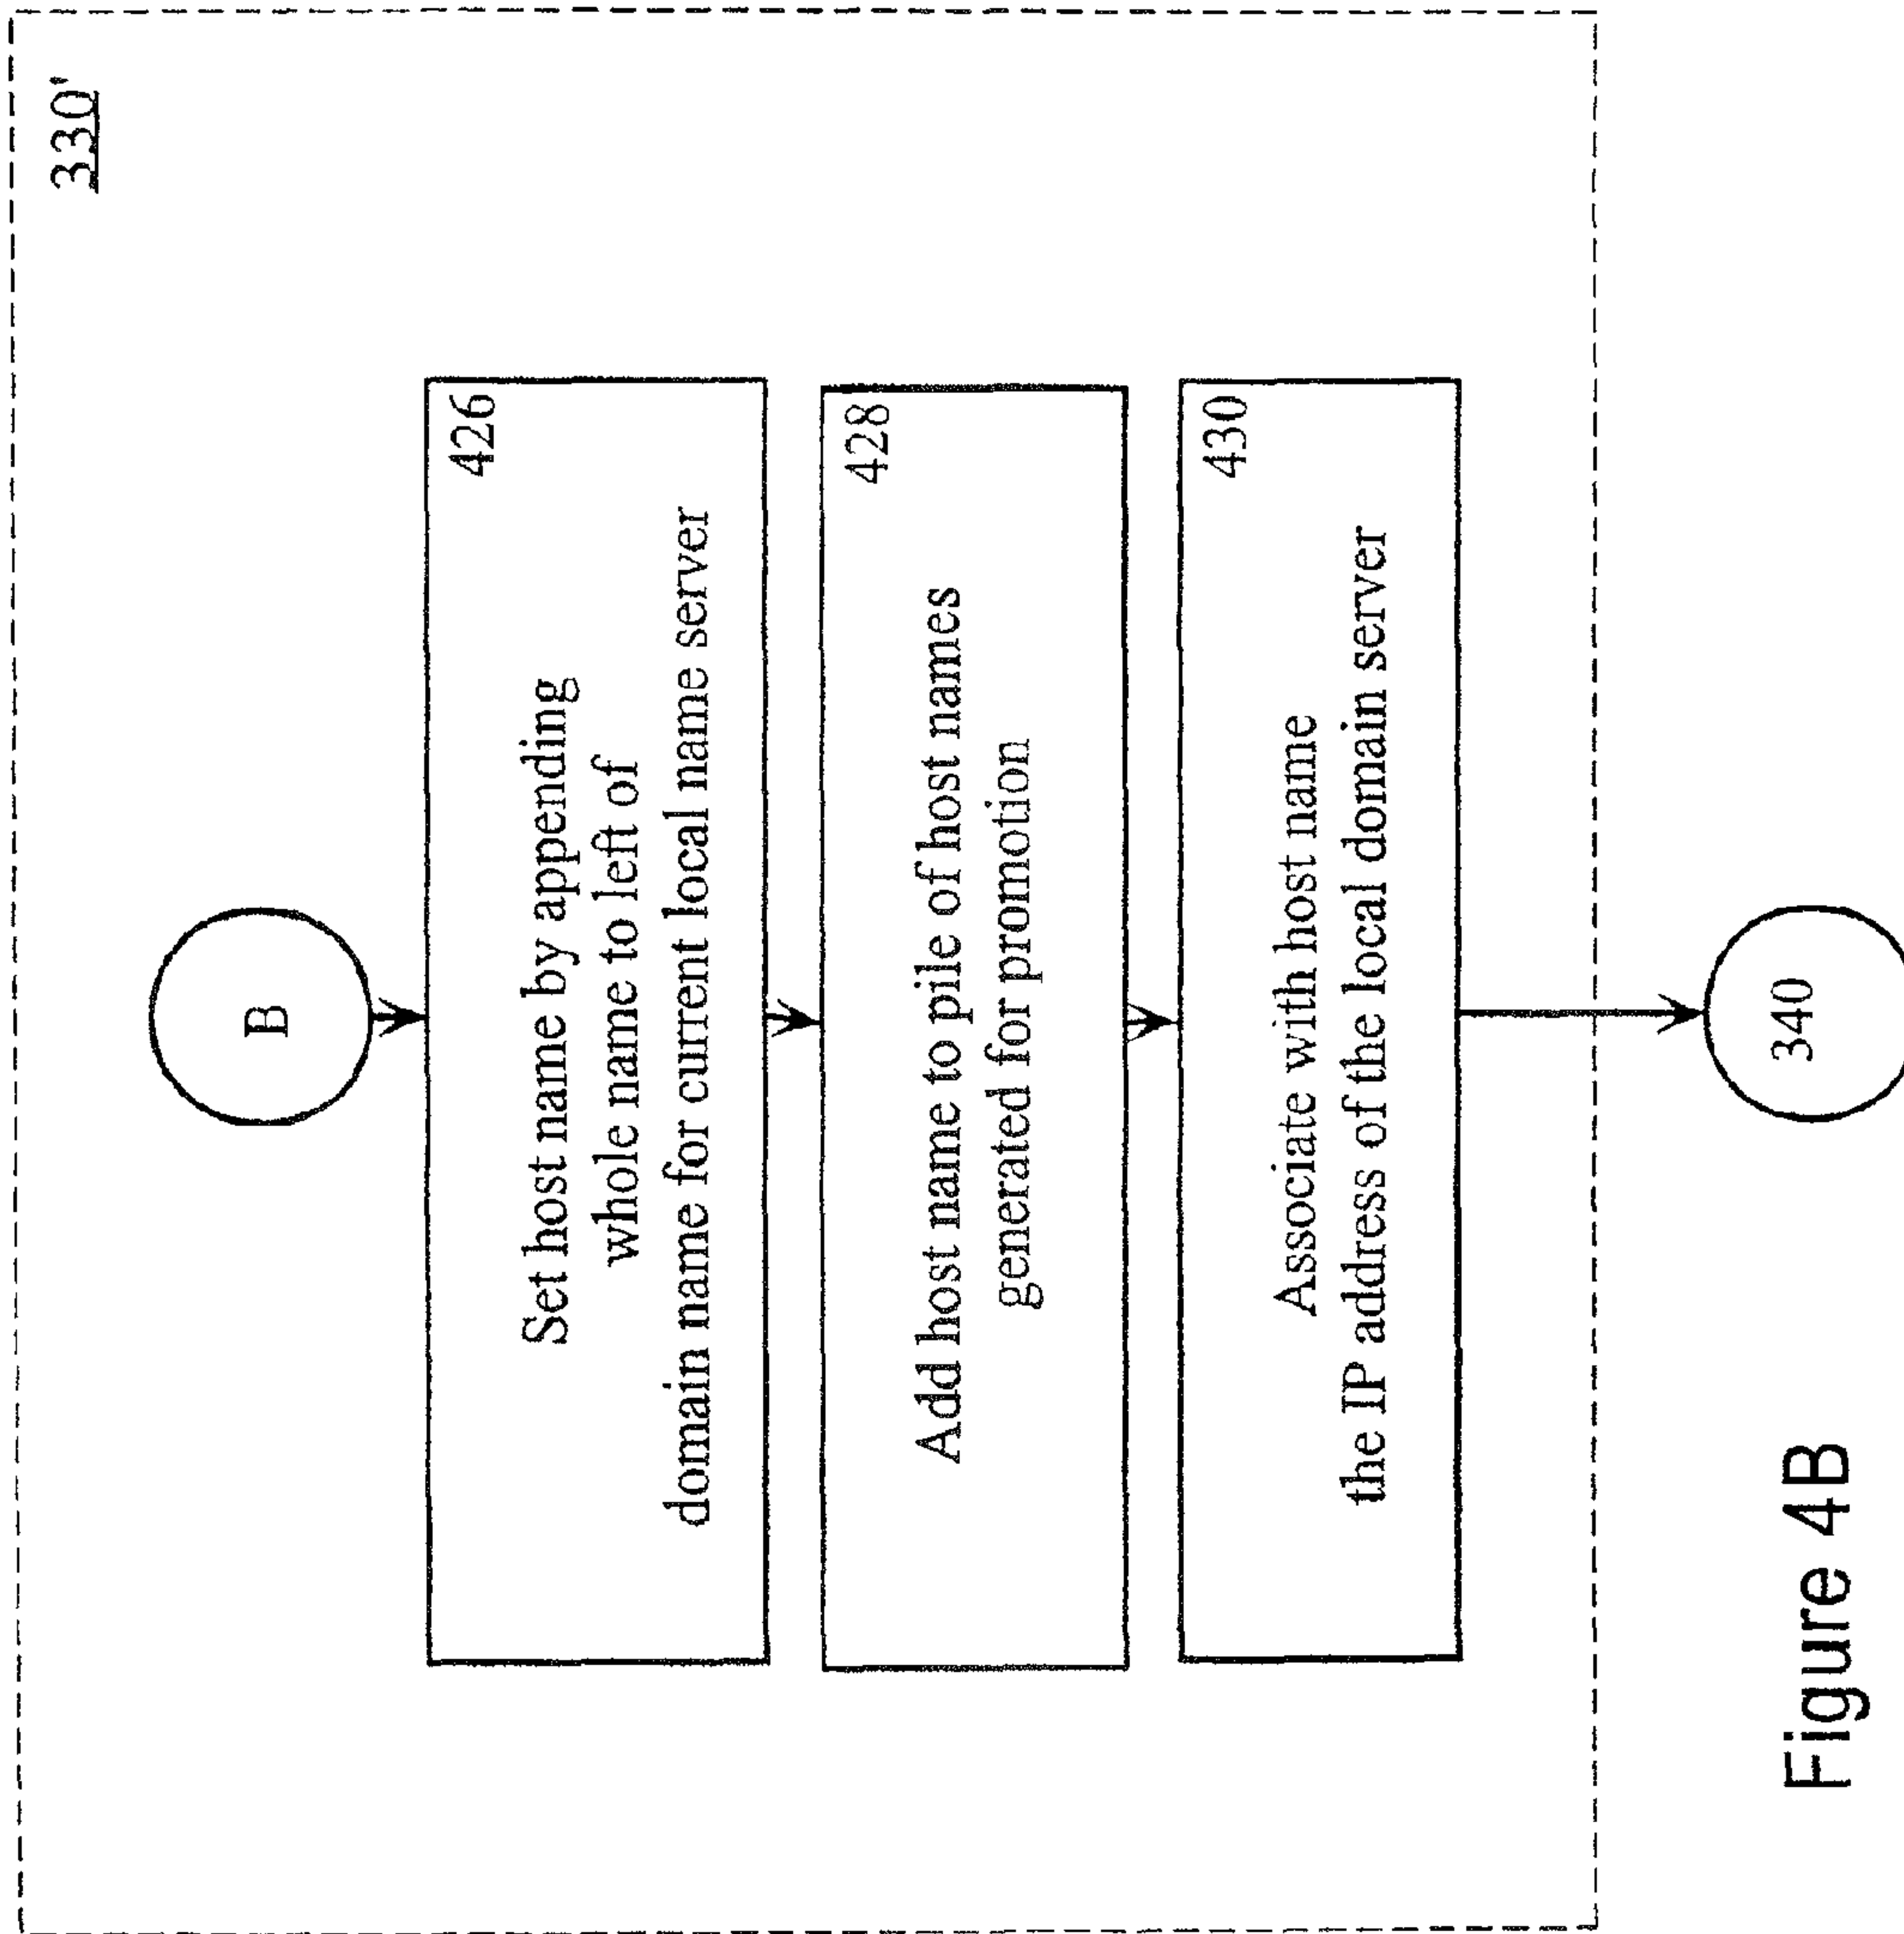 330'
B
426
Set host name by appending
whole name to left of
domain name for current local name server
428
Add host name to pile of host names
generated for promotion
430
Associate with host name
the IP address of the local domain server
340
Figure 4B